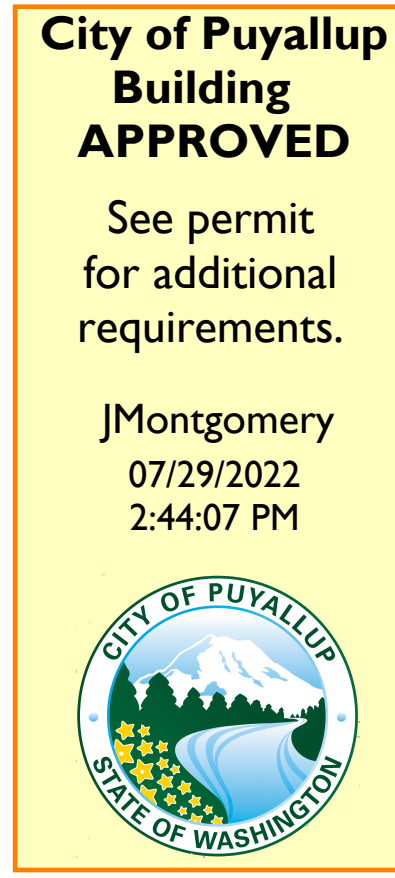 City of Puyallup
Building
APPROVED
See permit
for additional
requirements.
JMontgomery
07/29/2022
2:44:07 PM
CITY OF PUYALLUP
STATE OF WASHINGTON